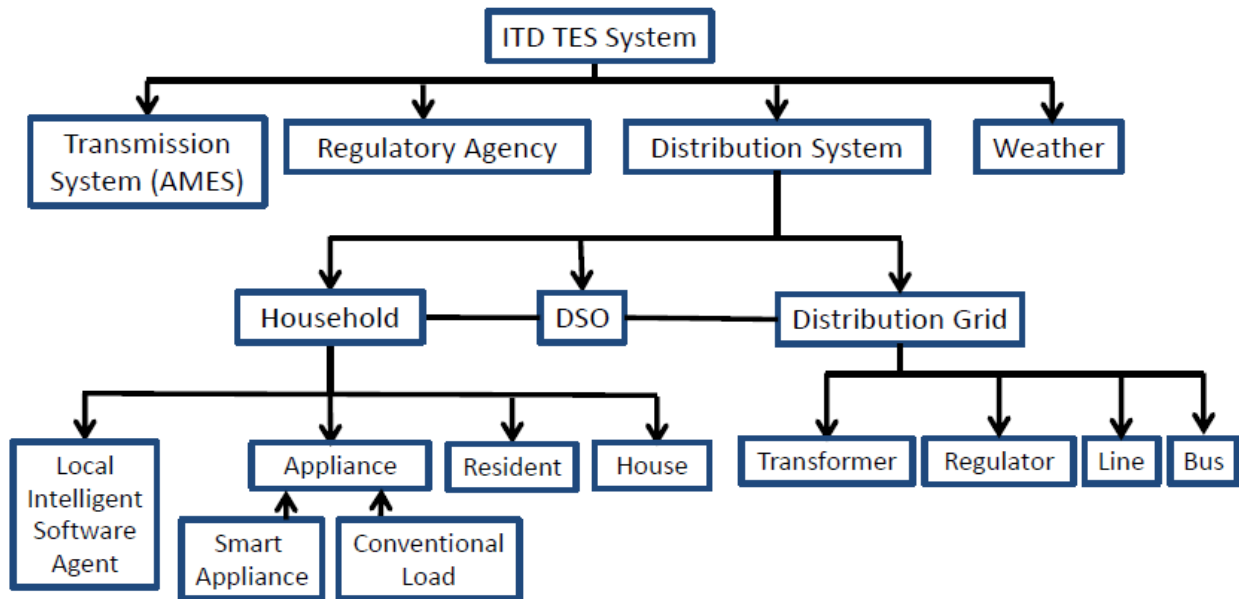 ITD TES System
Transmission
System (AMES)
Regulatory Agency
Distribution System
Weather
Household
DSO
Distribution Grid
Local
Intelligent
Software
Agent
Appliance
Resident
House
Transformer
Regulator
Line
Bus
Smart
Appliance
Conventional
Load